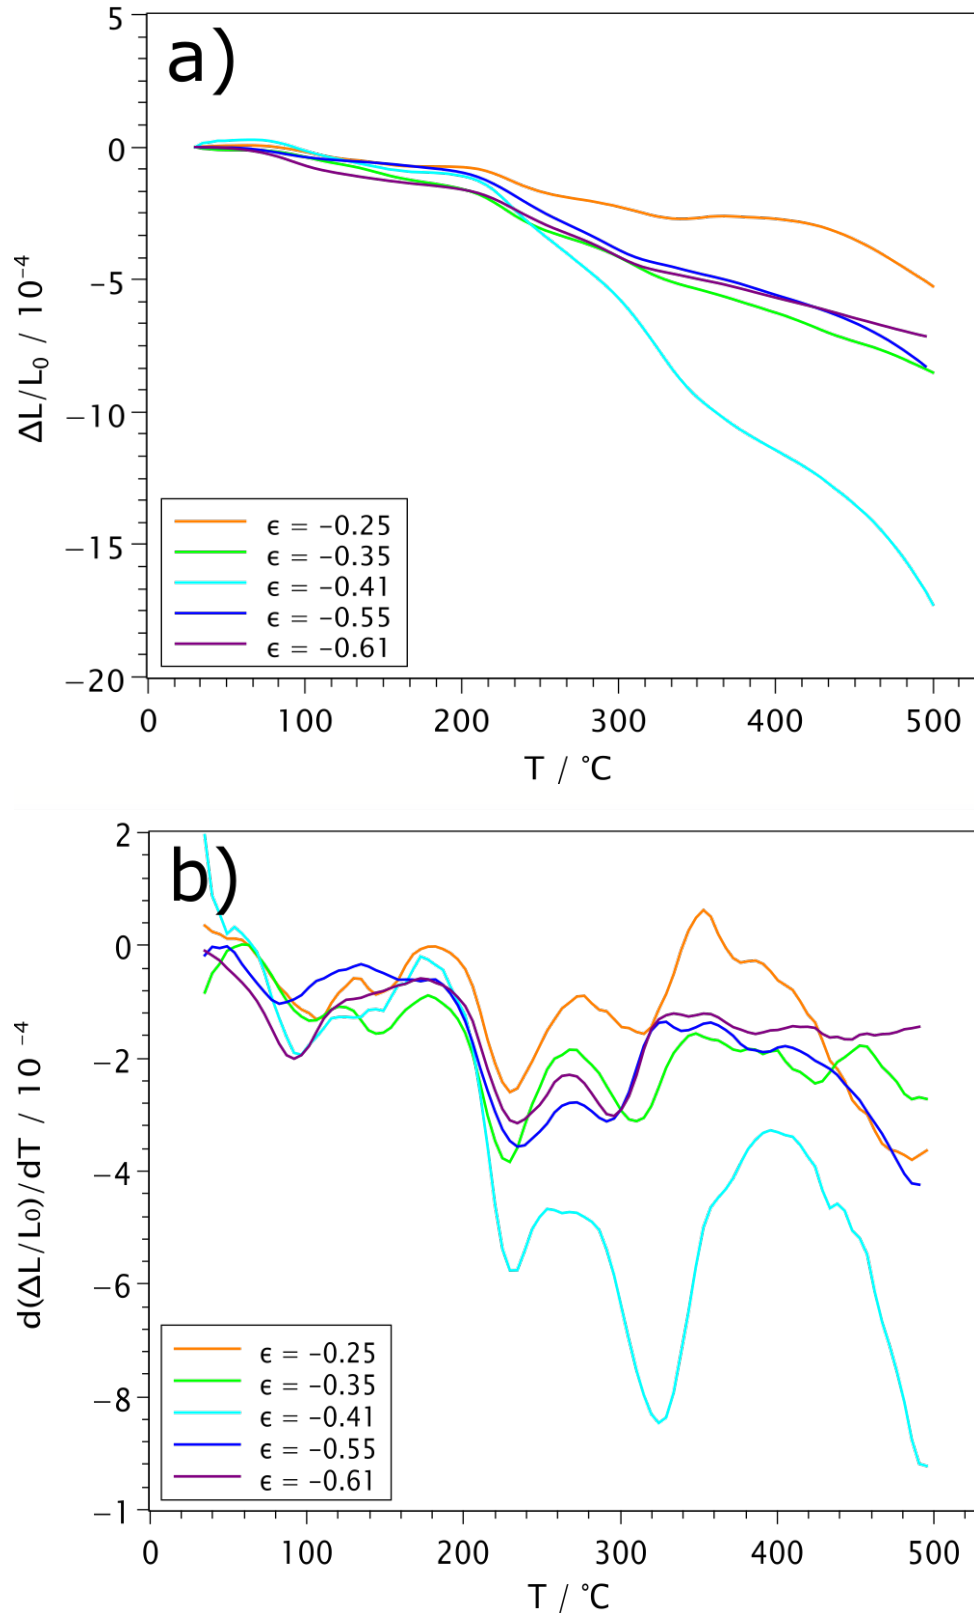 a)
5
0
−5
−10
−15
−20
ΔL/L₀ / 10⁻⁴
ϵ = −0.25
ϵ = −0.35
ϵ = −0.41
ϵ = −0.55
ϵ = −0.61
0 100 200 300 400 500
T / °C
b)
2
0
−2
−4
−6
−8
−1
d(ΔL/L₀)/dT / 10⁻⁴
ϵ = −0.25
ϵ = −0.35
ϵ = −0.41
ϵ = −0.55
ϵ = −0.61
0 100 200 300 400 500
T / °C